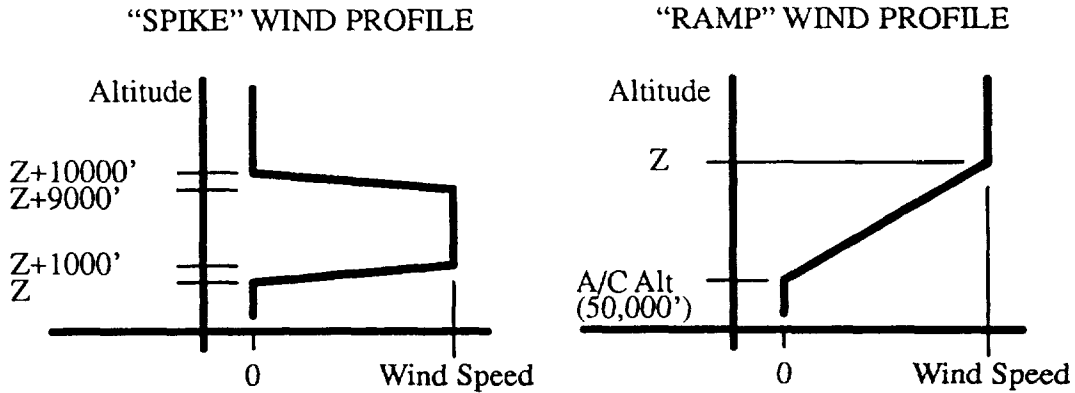 “SPIKE” WIND PROFILE
Altitude
Z+10000’
Z+9000’
Z+1000’
Z
0
Wind Speed
“RAMP” WIND PROFILE
Altitude
Z
A/C Alt
(50,000’)
0
Wind Speed